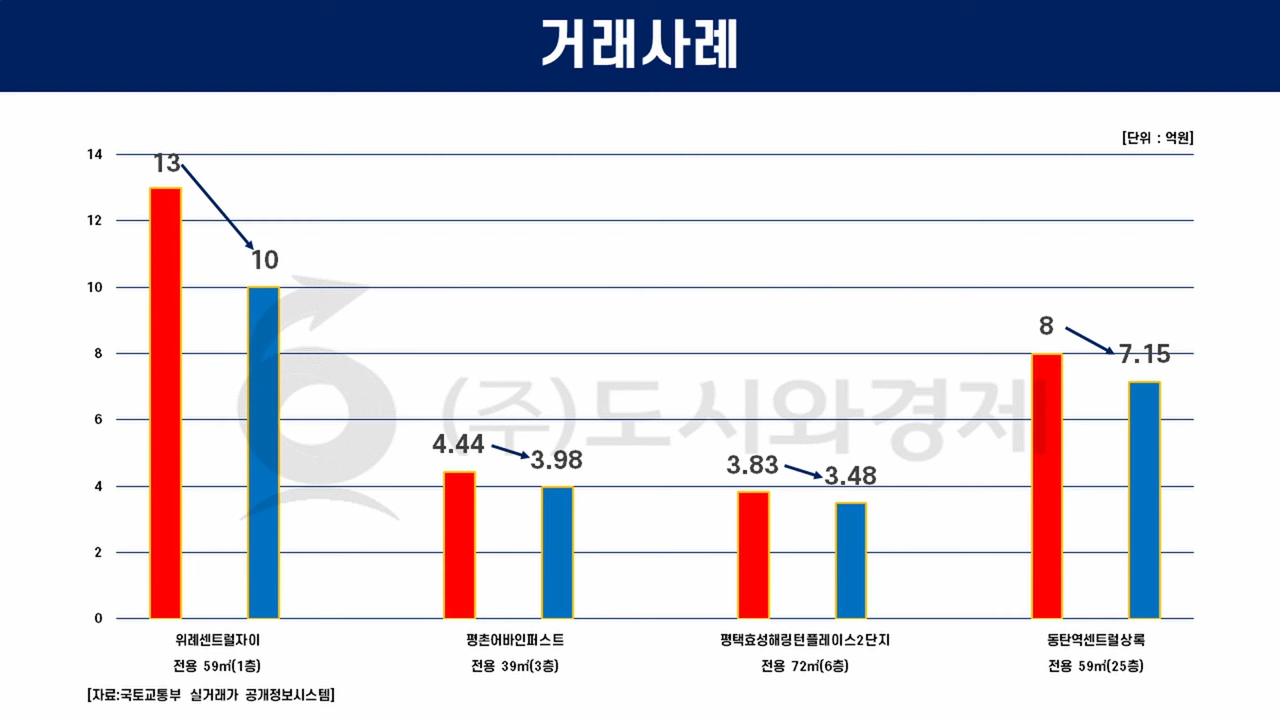 거래사례
[단위 : 억원]
14
12
10
8
6
4
2
0
13
10
4.44
3.98
3.83
3.48
8
7.15
(주)도시와경제
위례센트럴자이
전용 59㎡(1층)
평촌어바인퍼스트
전용 39㎡(3층)
평택효성해링턴플레이스2단지
전용 72㎡(6층)
동탄역센트럴상록
전용 59㎡(25층)
[자료:국토교통부 실거래가 공개정보시스템]